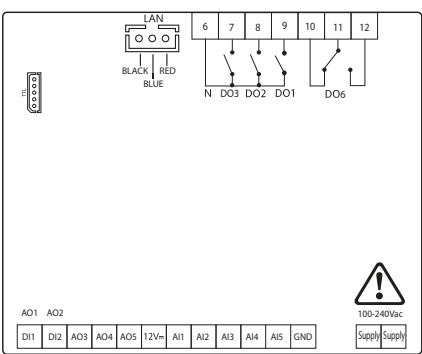 LAN
6 7 8 9 10 11 12
BLACK RED
BLUE
N DO3 DO2 DO1 DO6
TTL
AO1 AO2
100-240Vac
DI1 DI2 AO3 AO4 AO5 12V⎓ AI1 AI2 AI3 AI4 AI5 GND Supply Supply